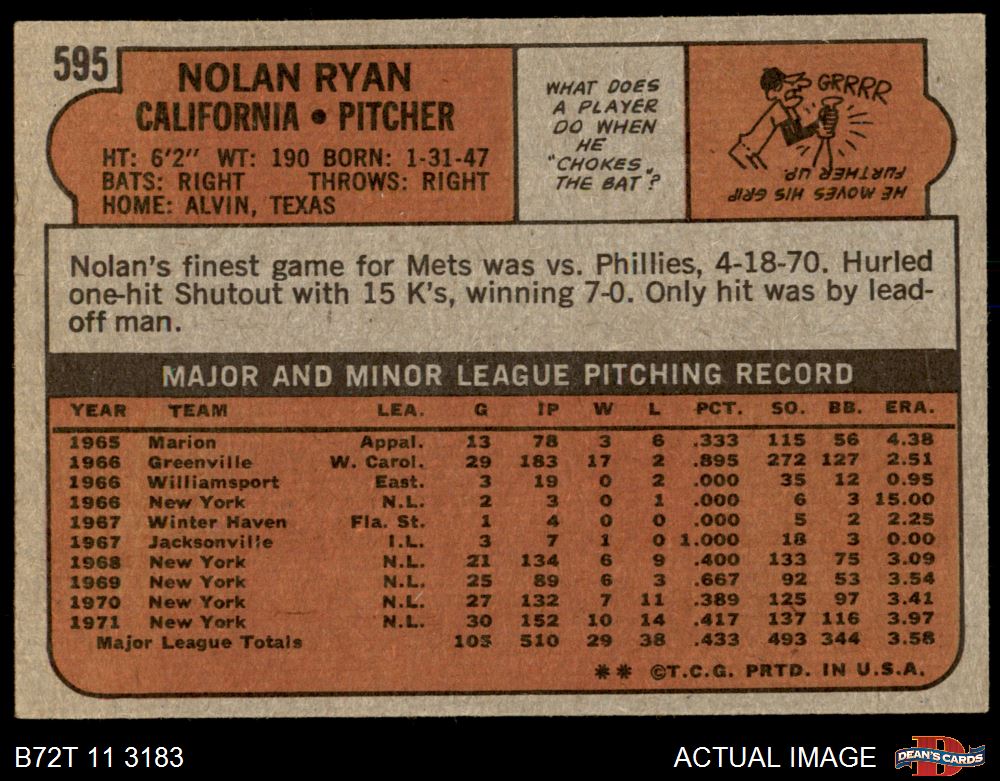 595
NOLAN RYAN
CALIFORNIA • PITCHER
HT: 6'2" WT: 190 BORN: 1-31-47
BATS: RIGHT THROWS: RIGHT
HOME: ALVIN, TEXAS
WHAT DOES
A PLAYER
DO WHEN
HE
"CHOKES"
THE BAT?
GRRRR
HE MOVES HIS GRIP
FURTHER UP
Nolan's finest game for Mets was vs. Phillies, 4-18-70. Hurled
one-hit Shutout with 15 K's, winning 7-0. Only hit was by lead-
off man.
MAJOR AND MINOR LEAGUE PITCHING RECORD
YEAR TEAM LEA. G IP W L PCT. SO. BB. ERA.
1965 Marion Appal. 13 78 3 6 .333 115 56 4.38
1966 Greenville W. Carol. 29 183 17 2 .895 272 127 2.51
1966 Williamsport East. 3 19 0 2 .000 35 12 0.95
1966 New York N.L. 2 3 0 1 .000 6 3 15.00
1967 Winter Haven Fla. St. 1 4 0 0 .000 5 2 2.25
1967 Jacksonville I.L. 3 7 1 0 1.000 18 3 0.00
1968 New York N.L. 21 134 6 9 .400 133 75 3.09
1969 New York N.L. 25 89 6 3 .667 92 53 3.54
1970 New York N.L. 27 132 7 11 .389 125 97 3.41
1971 New York N.L. 30 152 10 14 .417 137 116 3.97
Major League Totals 105 510 29 38 .433 493 344 3.58
** ©T.C.G. PRTD. IN U.S.A.
B72T 11 3183
ACTUAL IMAGE
D
DEAN'S CARDS